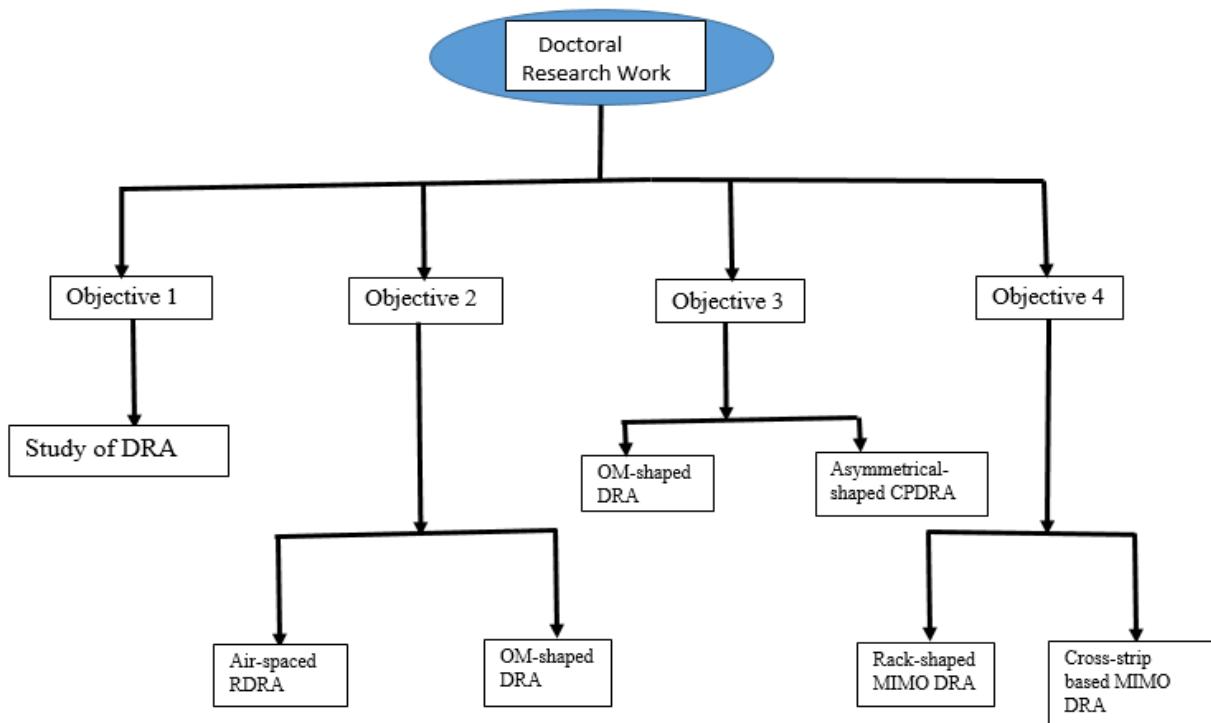 Doctoral
Research Work
Objective 1
Objective 2
Objective 3
Objective 4
Study of DRA
OM-shaped
DRA
Asymmetrical-
shaped CPDRA
Air-spaced
RDRA
OM-shaped
DRA
Rack-shaped
MIMO DRA
Cross-strip
based MIMO
DRA